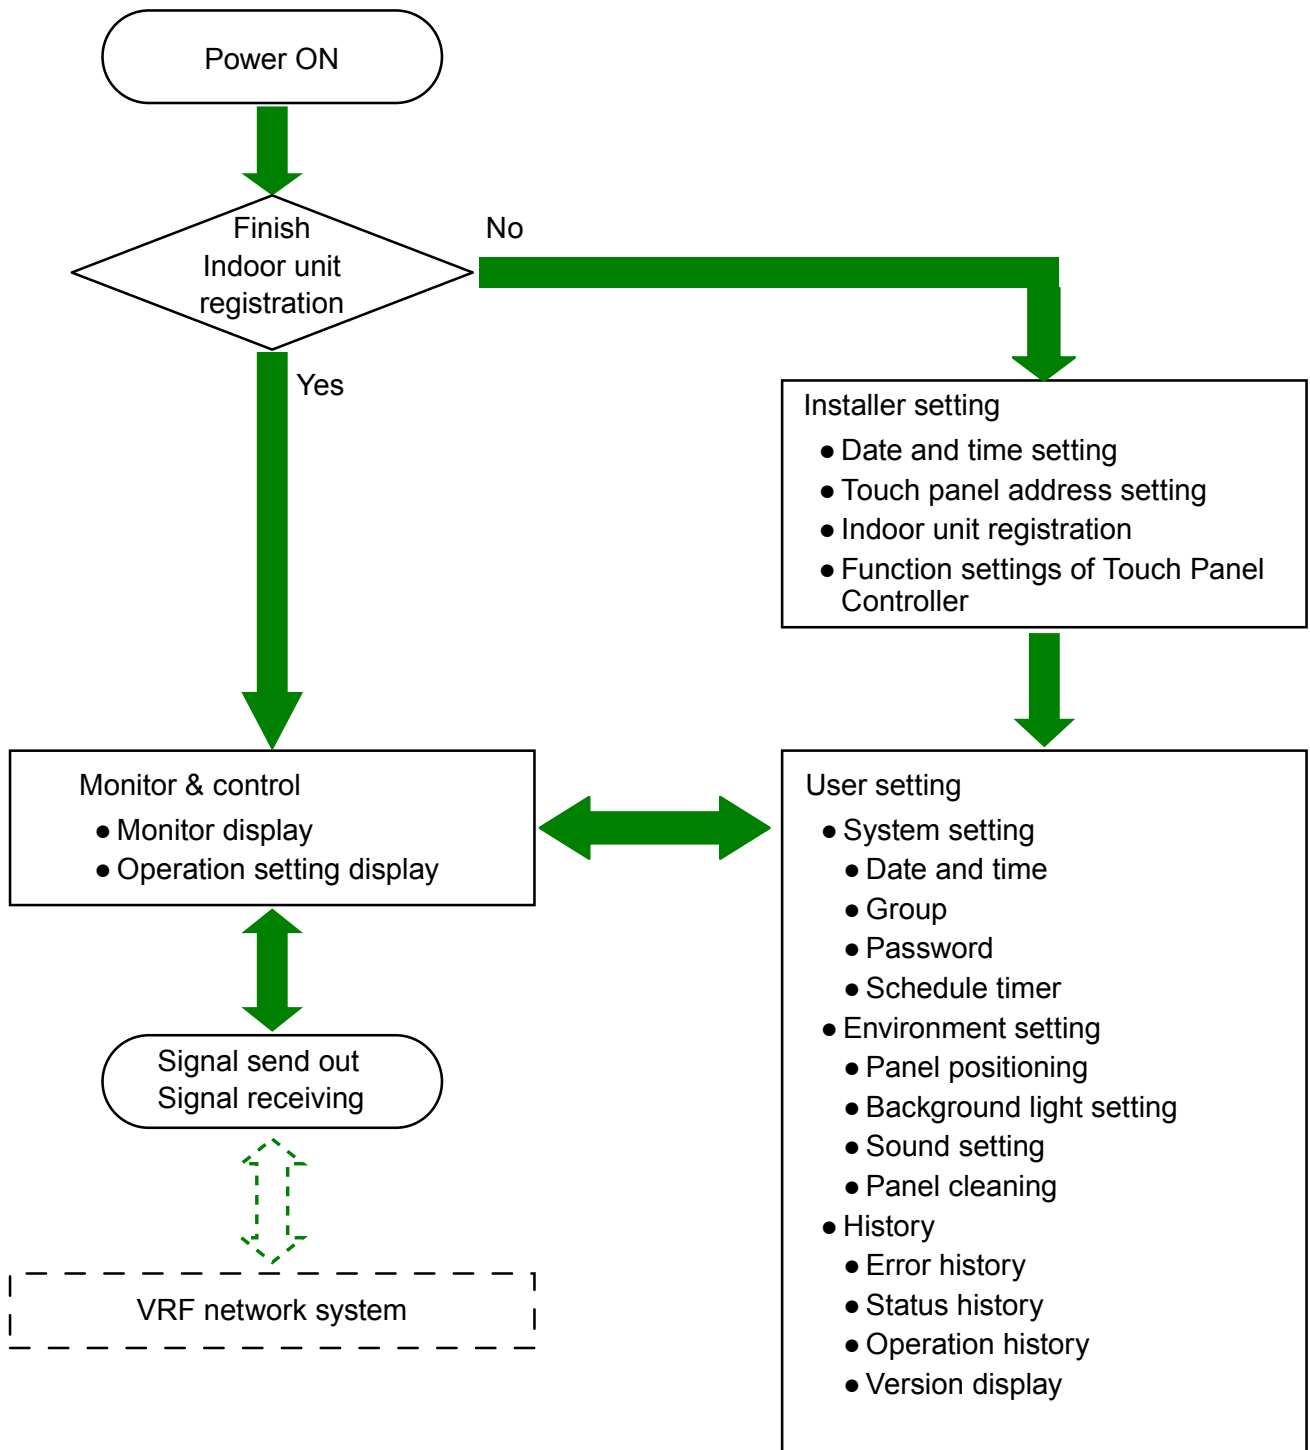 Power ON
Finish
Indoor unit
registration
No
Yes
Installer setting
● Date and time setting
● Touch panel address setting
● Indoor unit registration
● Function settings of Touch Panel
Controller
Monitor & control
● Monitor display
● Operation setting display
User setting
● System setting
● Date and time
● Group
● Password
● Schedule timer
● Environment setting
● Panel positioning
● Background light setting
● Sound setting
● Panel cleaning
● History
● Error history
● Status history
● Operation history
● Version display
Signal send out
Signal receiving
VRF network system